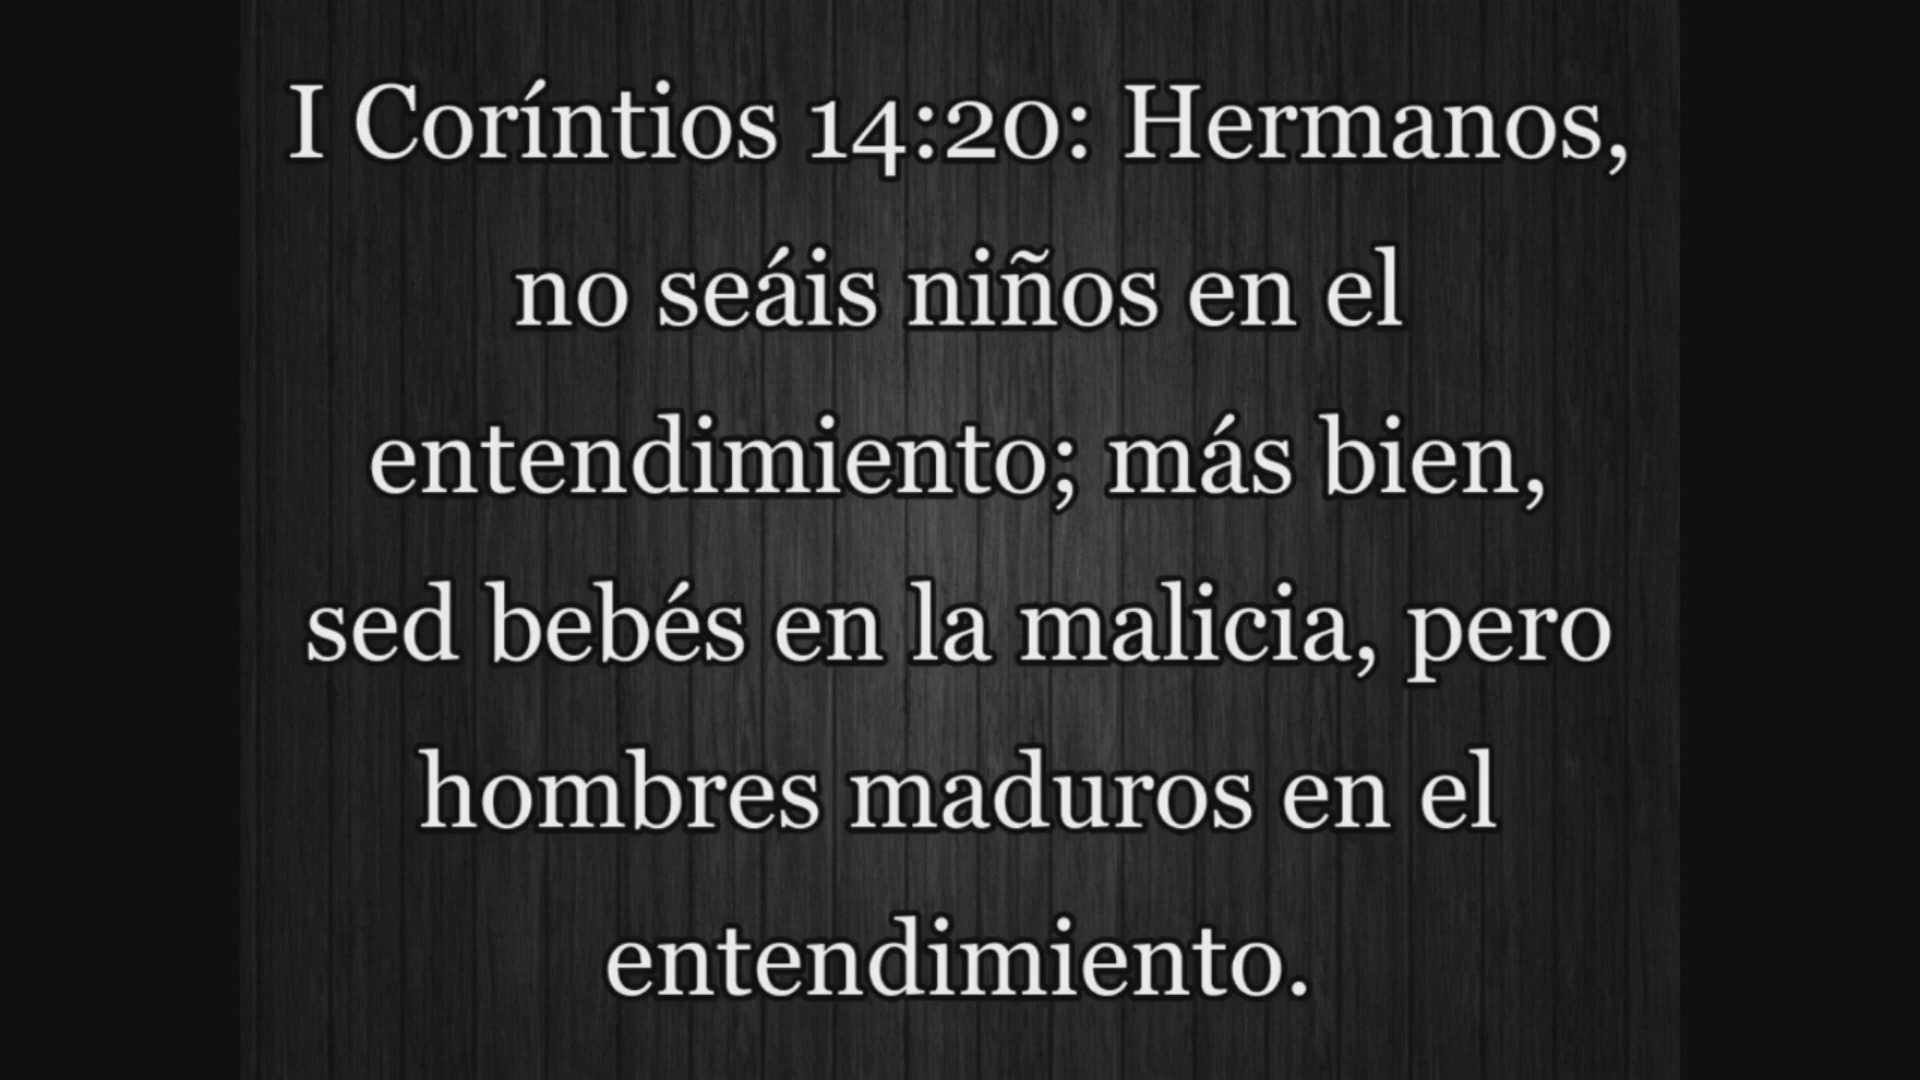 I Coríntios 14:20: Hermanos,
no seáis niños en el
entendimiento; más bien,
sed bebés en la malicia, pero
hombres maduros en el
entendimiento.